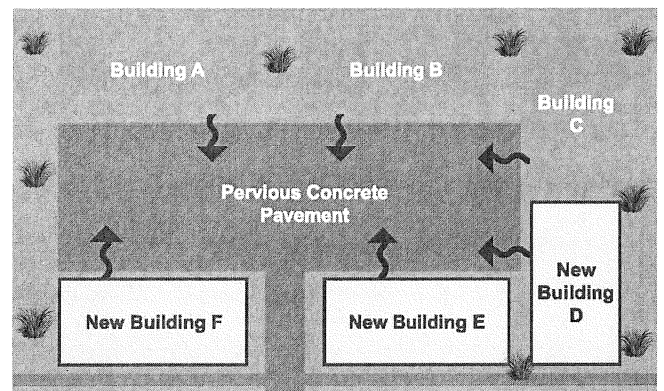 Building A
Building B
Building
C
Pervious Concrete
Pavement
New
Building
D
New Building F
New Building E